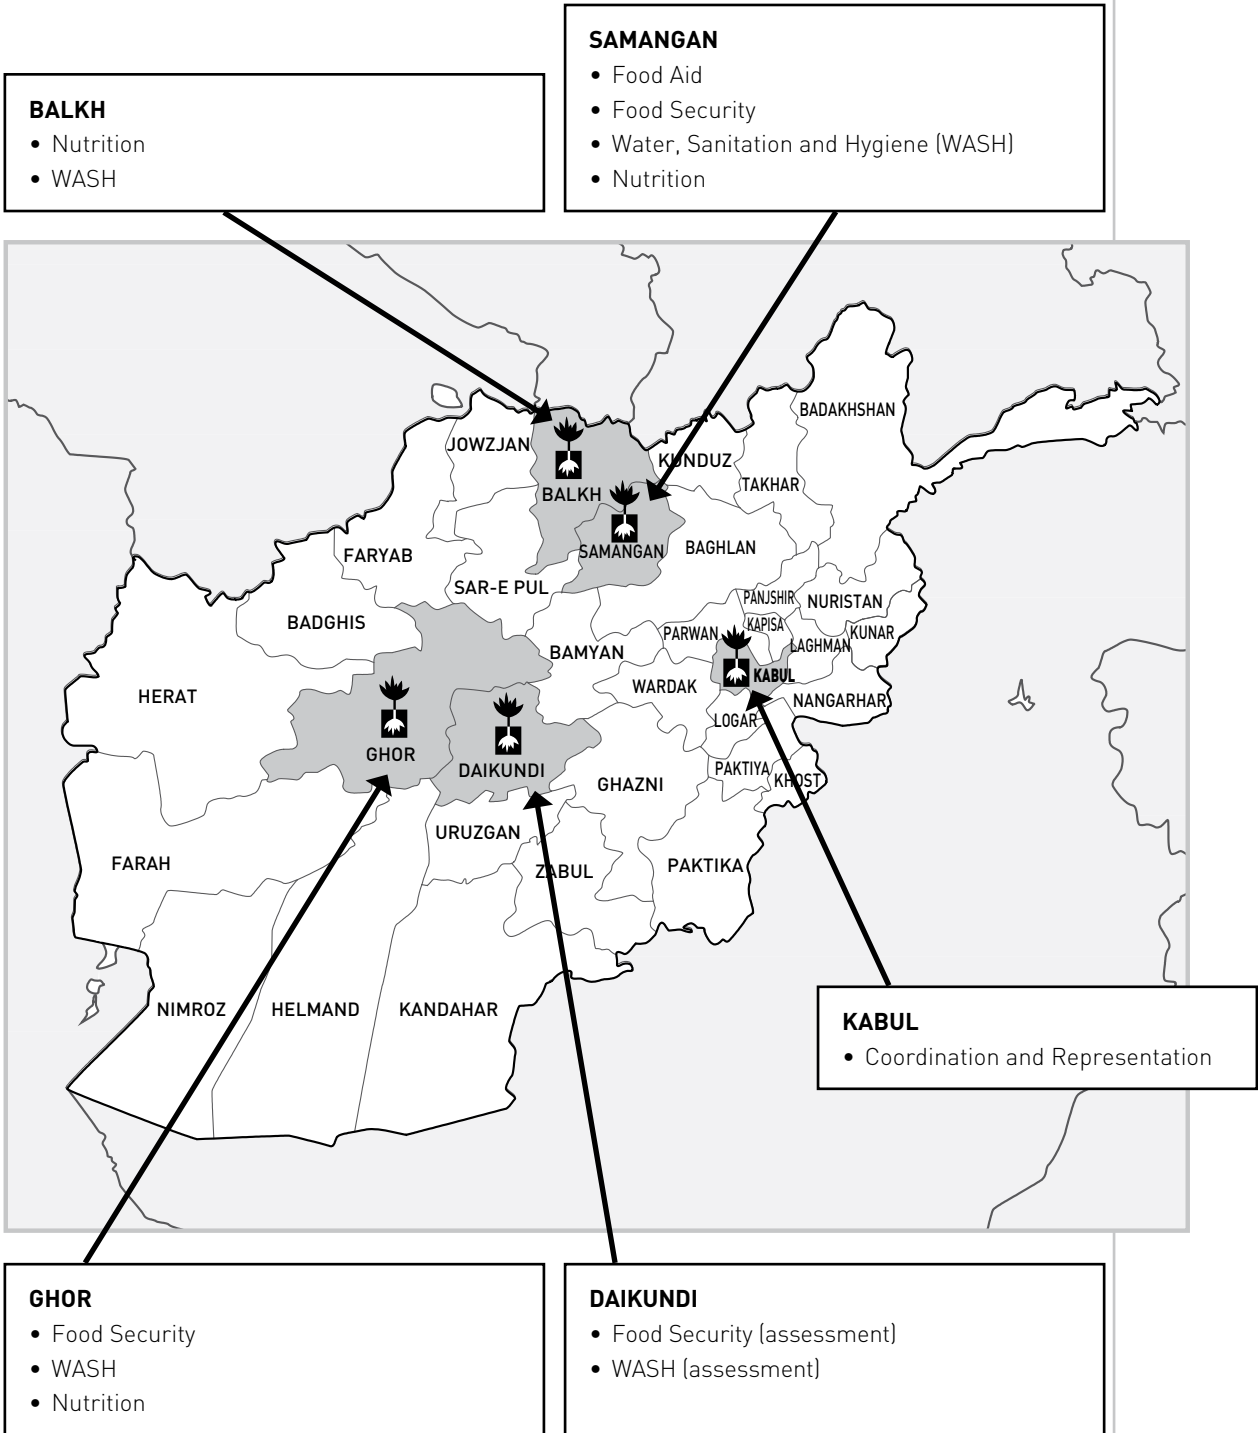 SAMANGAN
• Food Aid
• Food Security
• Water, Sanitation and Hygiene (WASH)
• Nutrition
BALKH
• Nutrition
• WASH
BADAKHSHAN
JOWZJAN
KUNDUZ
TAKHAR
BALKH
SAMANGAN
BAGHLAN
FARYAB
SAR-E PUL
PANJSHIR
NURISTAN
BADGHIS
KAPISA
PARWAN
KUNAR
LAGHMAN
BAMYAN
KABUL
WARDAK
HERAT
NANGARHAR
LOGAR
GHOR
DAIKUNDI
PAKTIYA
KHOST
GHAZNI
URUZGAN
FARAH
ZABUL
PAKTIKA
NIMROZ
HELMAND
KANDAHAR
KABUL
• Coordination and Representation
GHOR
• Food Security
• WASH
• Nutrition
DAIKUNDI
• Food Security (assessment)
• WASH (assessment)